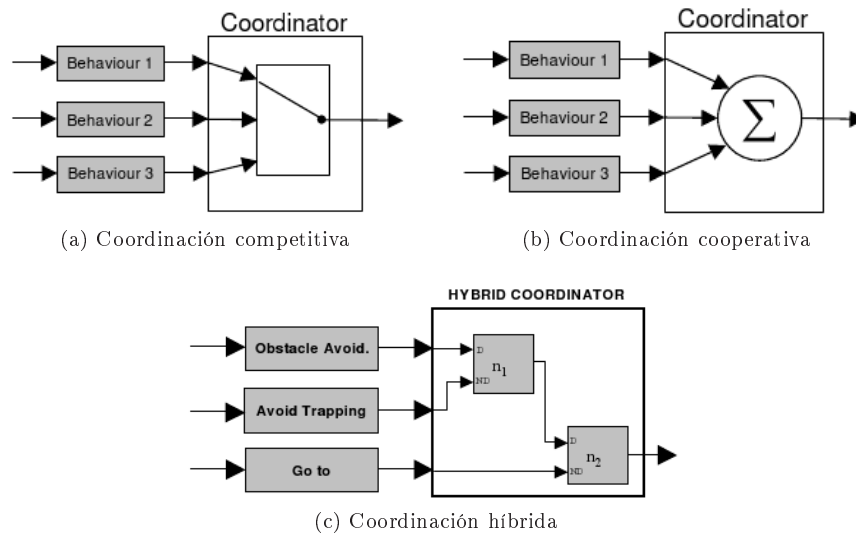 Coordinator
Behaviour 1
Behaviour 2
Behaviour 3
(a) Coordinación competitiva
Coordinator
Behaviour 1
Behaviour 2
Behaviour 3
Σ
(b) Coordinación cooperativa
HYBRID COORDINATOR
Obstacle Avoid.
Avoid Trapping
Go to
D
n1
ND
D
n2
ND
(c) Coordinación híbrida